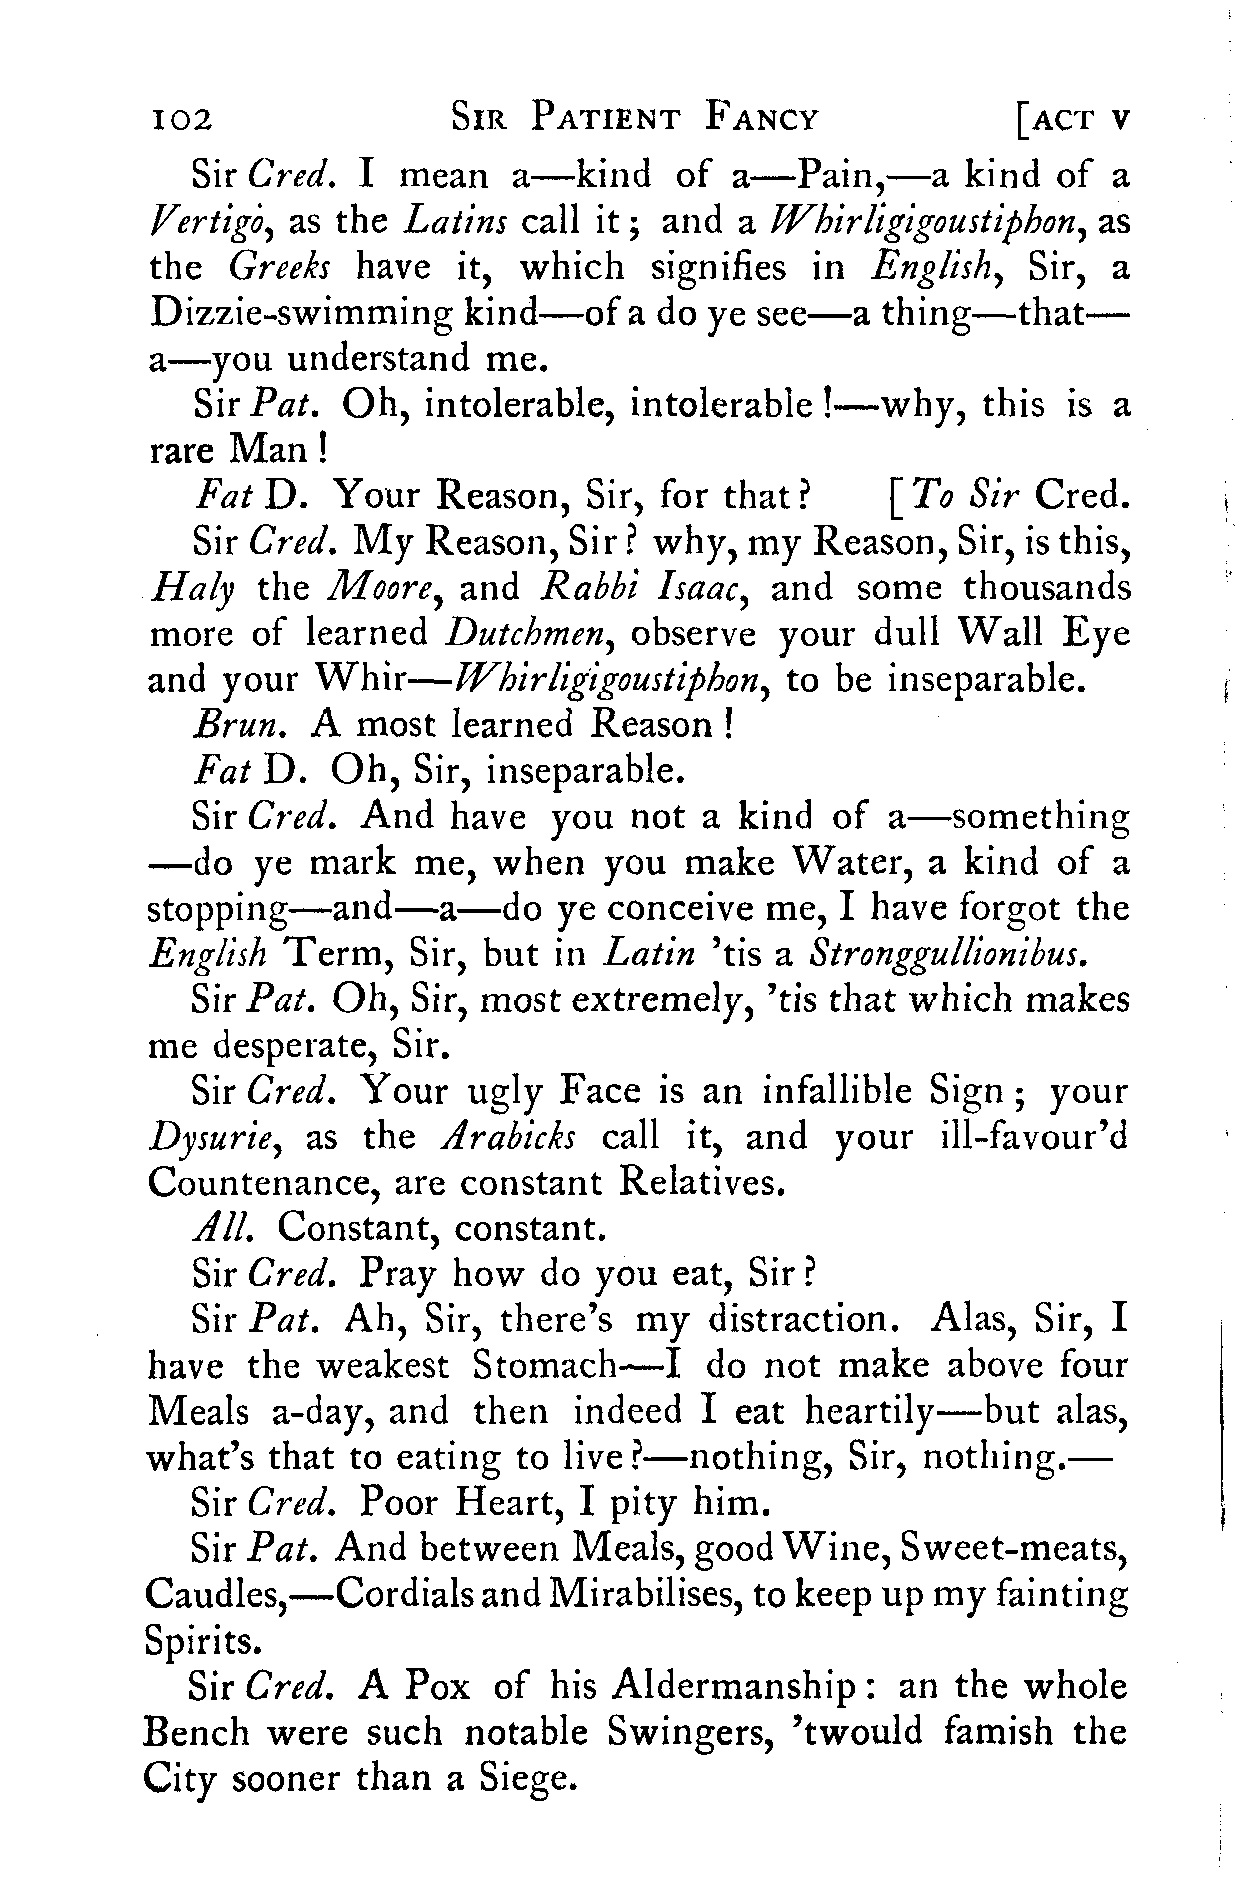 102 SIR PATIENT FANCY [ACT V
Sir Cred. I mean a—kind of a—Pain,—a kind of a
Vertigo, as the Latins call it; and a Whirligigoustiphon, as
the Greeks have it, which signifies in English, Sir, a
Dizzie-swimming kind—of a do ye see—a thing—that—
a—you understand me.
Sir Pat. Oh, intolerable, intolerable!—why, this is a
rare Man!
Fat D. Your Reason, Sir, for that? [To Sir Cred.
Sir Cred. My Reason, Sir? why, my Reason, Sir, is this,
Haly the Moore, and Rabbi Isaac, and some thousands
more of learned Dutchmen, observe your dull Wall Eye
and your Whir—Whirligigoustiphon, to be inseparable.
Brun. A most learned Reason!
Fat D. Oh, Sir, inseparable.
Sir Cred. And have you not a kind of a—something
—do ye mark me, when you make Water, a kind of a
stopping—and—a—do ye conceive me, I have forgot the
English Term, Sir, but in Latin 'tis a Stronggullionibus.
Sir Pat. Oh, Sir, most extremely, 'tis that which makes
me desperate, Sir.
Sir Cred. Your ugly Face is an infallible Sign; your
Dysurie, as the Arabicks call it, and your ill-favour'd
Countenance, are constant Relatives.
All. Constant, constant.
Sir Cred. Pray how do you eat, Sir?
Sir Pat. Ah, Sir, there's my distraction. Alas, Sir, I
have the weakest Stomach—I do not make above four
Meals a-day, and then indeed I eat heartily—but alas,
what's that to eating to live?—nothing, Sir, nothing.—
Sir Cred. Poor Heart, I pity him.
Sir Pat. And between Meals, good Wine, Sweet-meats,
Caudles,—Cordials and Mirabilises, to keep up my fainting
Spirits.
Sir Cred. A Pox of his Aldermanship: an the whole
Bench were such notable Swingers, 'twould famish the
City sooner than a Siege.